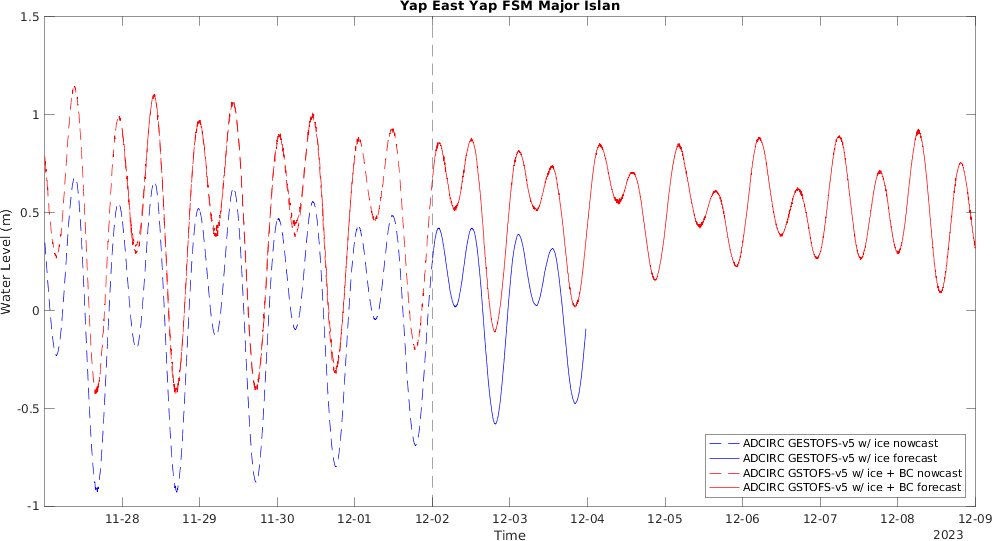 Yap East Yap FSM Major Islan
1.5
1
0.5
0
-0.5
-1
Water Level (m)
11-28 11-29 11-30 12-01 12-02 12-03 12-04 12-05 12-06 12-07 12-08 12-09
Time
2023
ADCIRC GESTOFS-v5 w/ ice nowcast
ADCIRC GESTOFS-v5 w/ ice forecast
ADCIRC GSTOFS-v5 w/ ice + BC nowcast
ADCIRC GSTOFS-v5 w/ ice + BC forecast